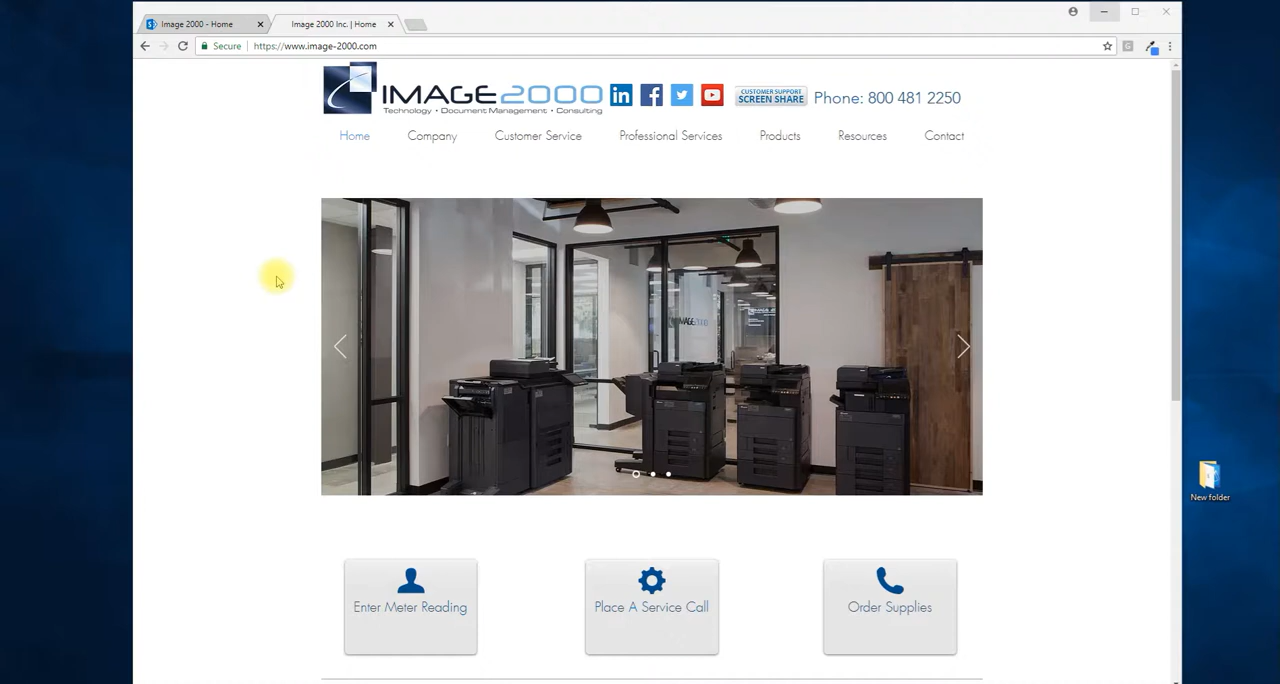 Image 2000 - Home
Image 2000 Inc. | Home
Secure
https://www.image-2000.com
IMAGE2000
Technology • Document Management • Consulting
CUSTOMER SUPPORT
SCREEN SHARE
Phone: 800 481 2250
Home
Company
Customer Service
Professional Services
Products
Resources
Contact
IMAGE2000
New folder
Enter Meter Reading
Place A Service Call
Order Supplies